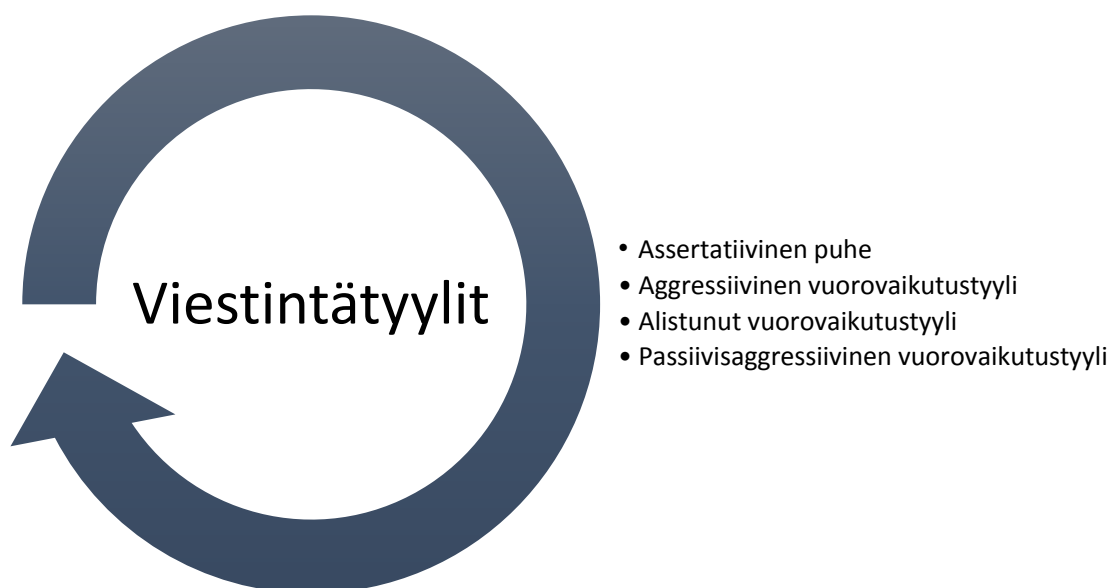 Viestintätyylit
• Assertatiivinen puhe
• Aggressiivinen vuorovaikutustyyli
• Alistunut vuorovaikutustyyli
• Passiivisaggressiivinen vuorovaikutustyyli